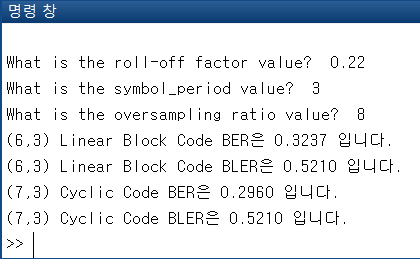 명령 창
What is the roll-off factor value?  0.22
What is the symbol_period value?  3
What is the oversampling ratio value?  8
(6,3) Linear Block Code BER은 0.3237 입니다.
(6,3) Linear Block Code BLER은 0.5210 입니다.
(7,3) Cyclic Code BER은 0.2960 입니다.
(7,3) Cyclic Code BLER은 0.5210 입니다.
>>